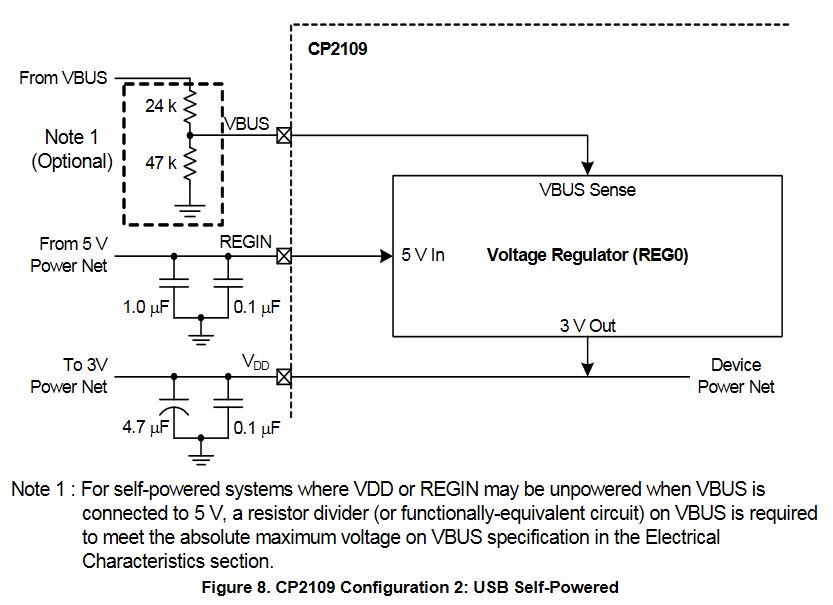 CP2109
From VBUS
24 k
VBUS
Note 1
(Optional)
47 k
VBUS Sense
From 5 V
Power Net
REGIN
5 V In
Voltage Regulator (REG0)
1.0 µF
0.1 µF
3 V Out
To 3V
Power Net
VDD
Device
Power Net
4.7 µF
0.1 µF
Note 1 : For self-powered systems where VDD or REGIN may be unpowered when VBUS is
connected to 5 V, a resistor divider (or functionally-equivalent circuit) on VBUS is required
to meet the absolute maximum voltage on VBUS specification in the Electrical
Characteristics section.
Figure 8. CP2109 Configuration 2: USB Self-Powered